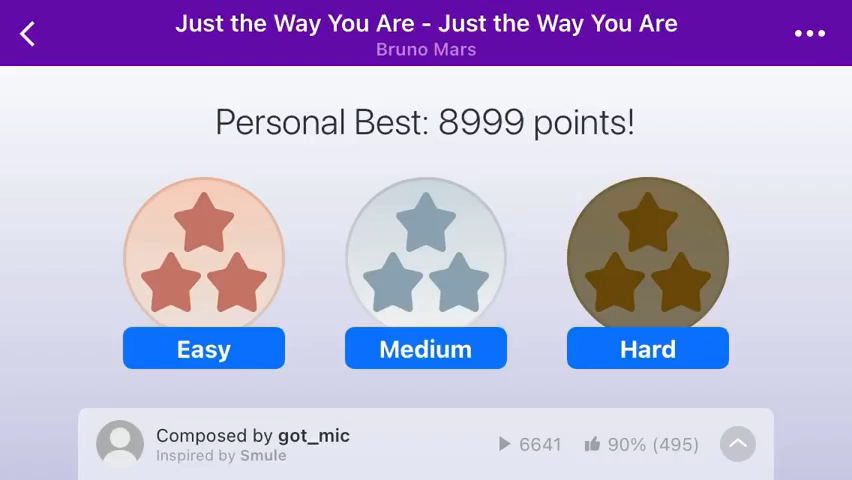 Just the Way You Are - Just the Way You Are
Bruno Mars
Personal Best: 8999 points!
Easy
Medium
Hard
Composed by got_mic
6641
90% (495)
Inspired by Smule